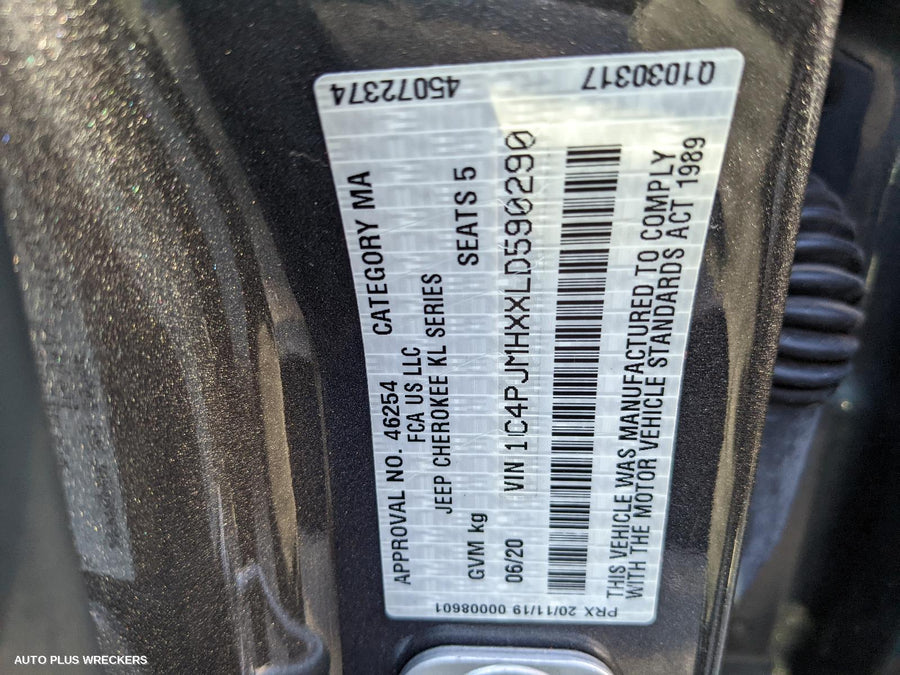 45072374
Q1030317
APPROVAL NO. 46254 CATEGORY MA
FCA US LLC
JEEP CHEROKEE KL SERIES
GVM kg SEATS 5
06/20 VIN 1C4PJMHXXLD590290
THIS VEHICLE WAS MANUFACTURED TO COMPLY
WITH THE MOTOR VEHICLE STANDARDS ACT 1989
PRX 20/11/19 00008601
AUTO PLUS WRECKERS